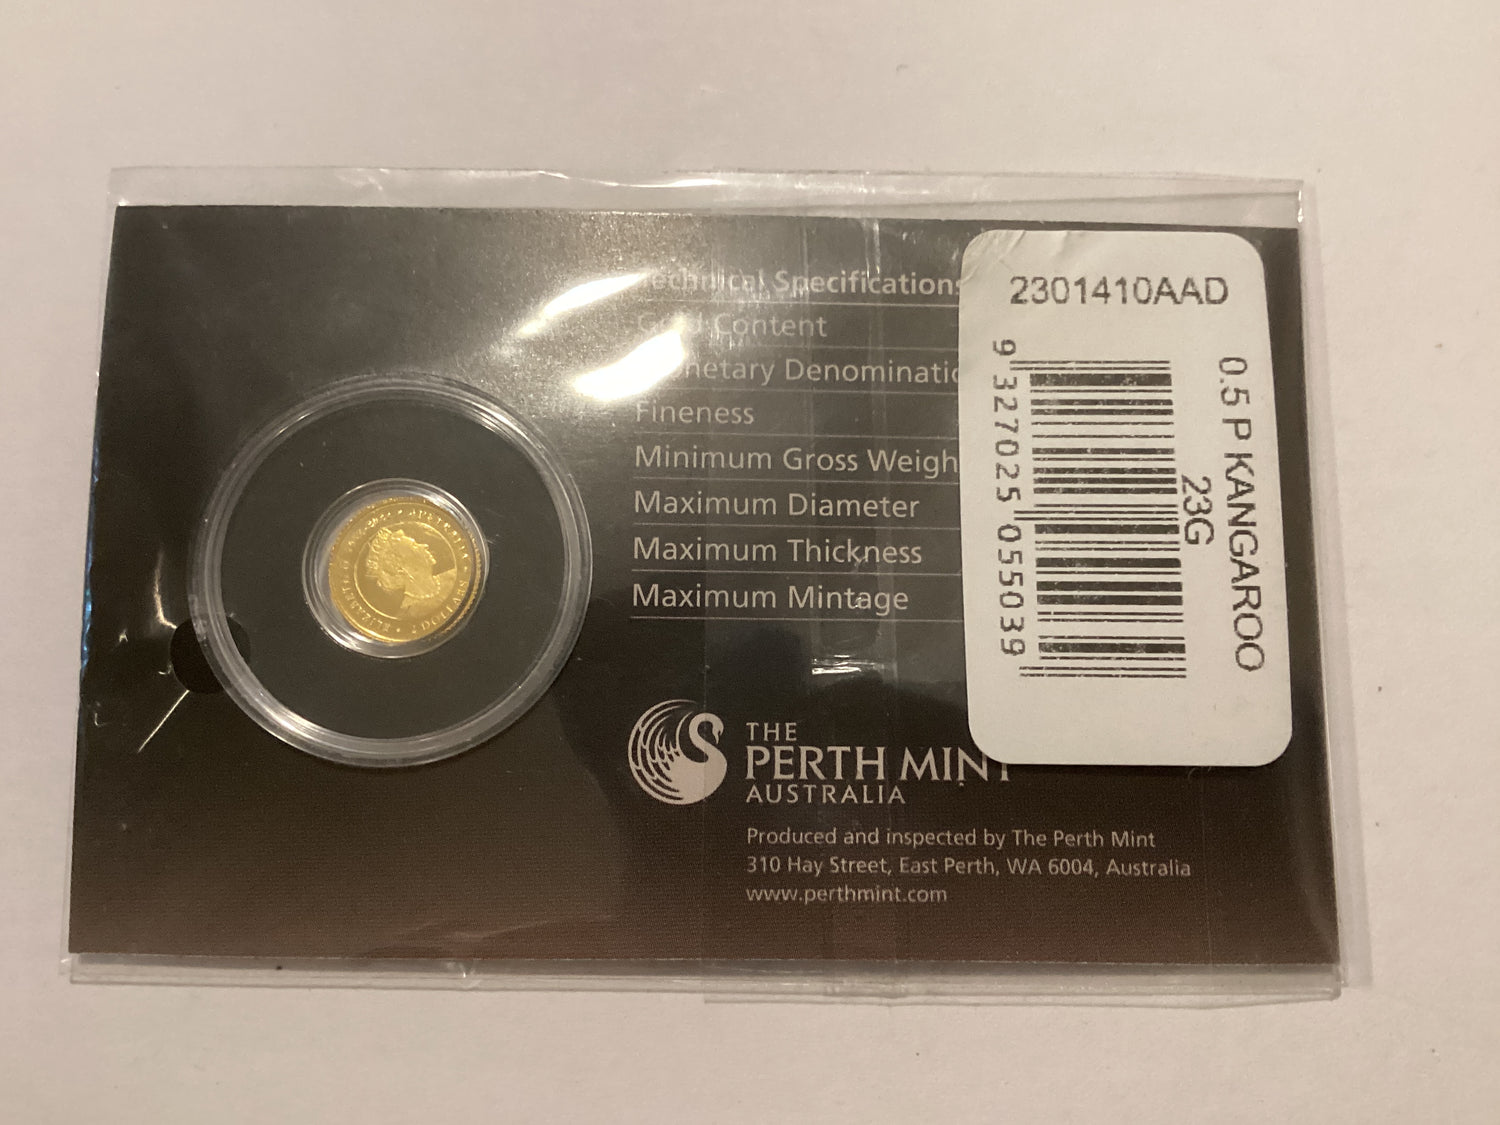 Technical Specifications
Gold Content
Monetary Denominatio
Fineness
Minimum Gross Weigh
Maximum Diameter
Maximum Thickness
Maximum Mintage
THE
PERTH MINT
AUSTRALIA
Produced and inspected by The Perth Mint
310 Hay Street, East Perth, WA 6004, Australia
www.perthmint.com
2301410AAD
0.5 P KANGAROO
23G
9 327025 055039